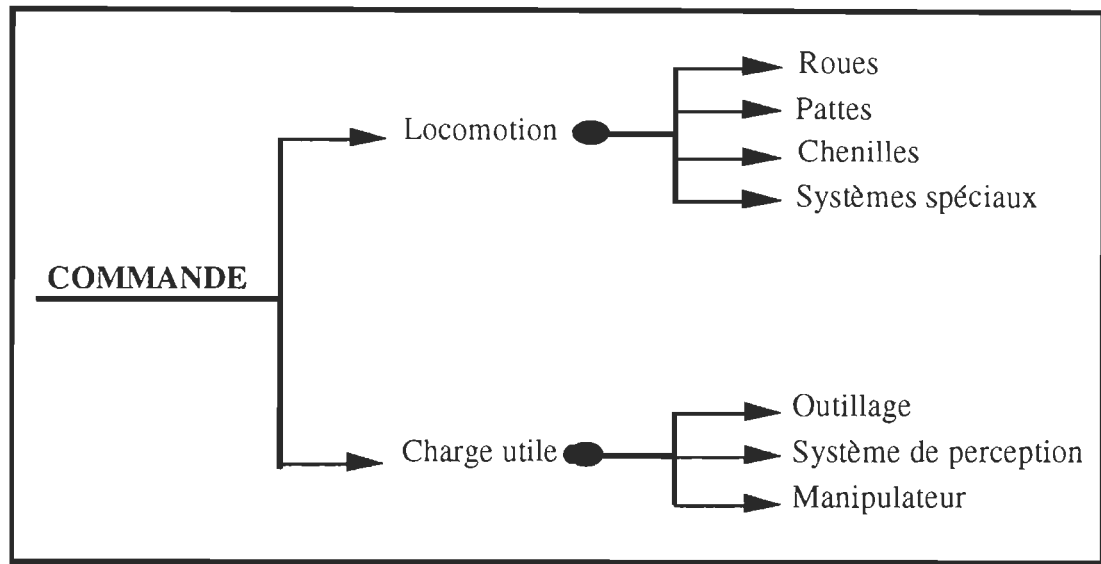 Roues
Pattes
Locomotion
Chenilles
Systèmes spéciaux
COMMANDE
Outillage
Charge utile
Système de perception
Manipulateur